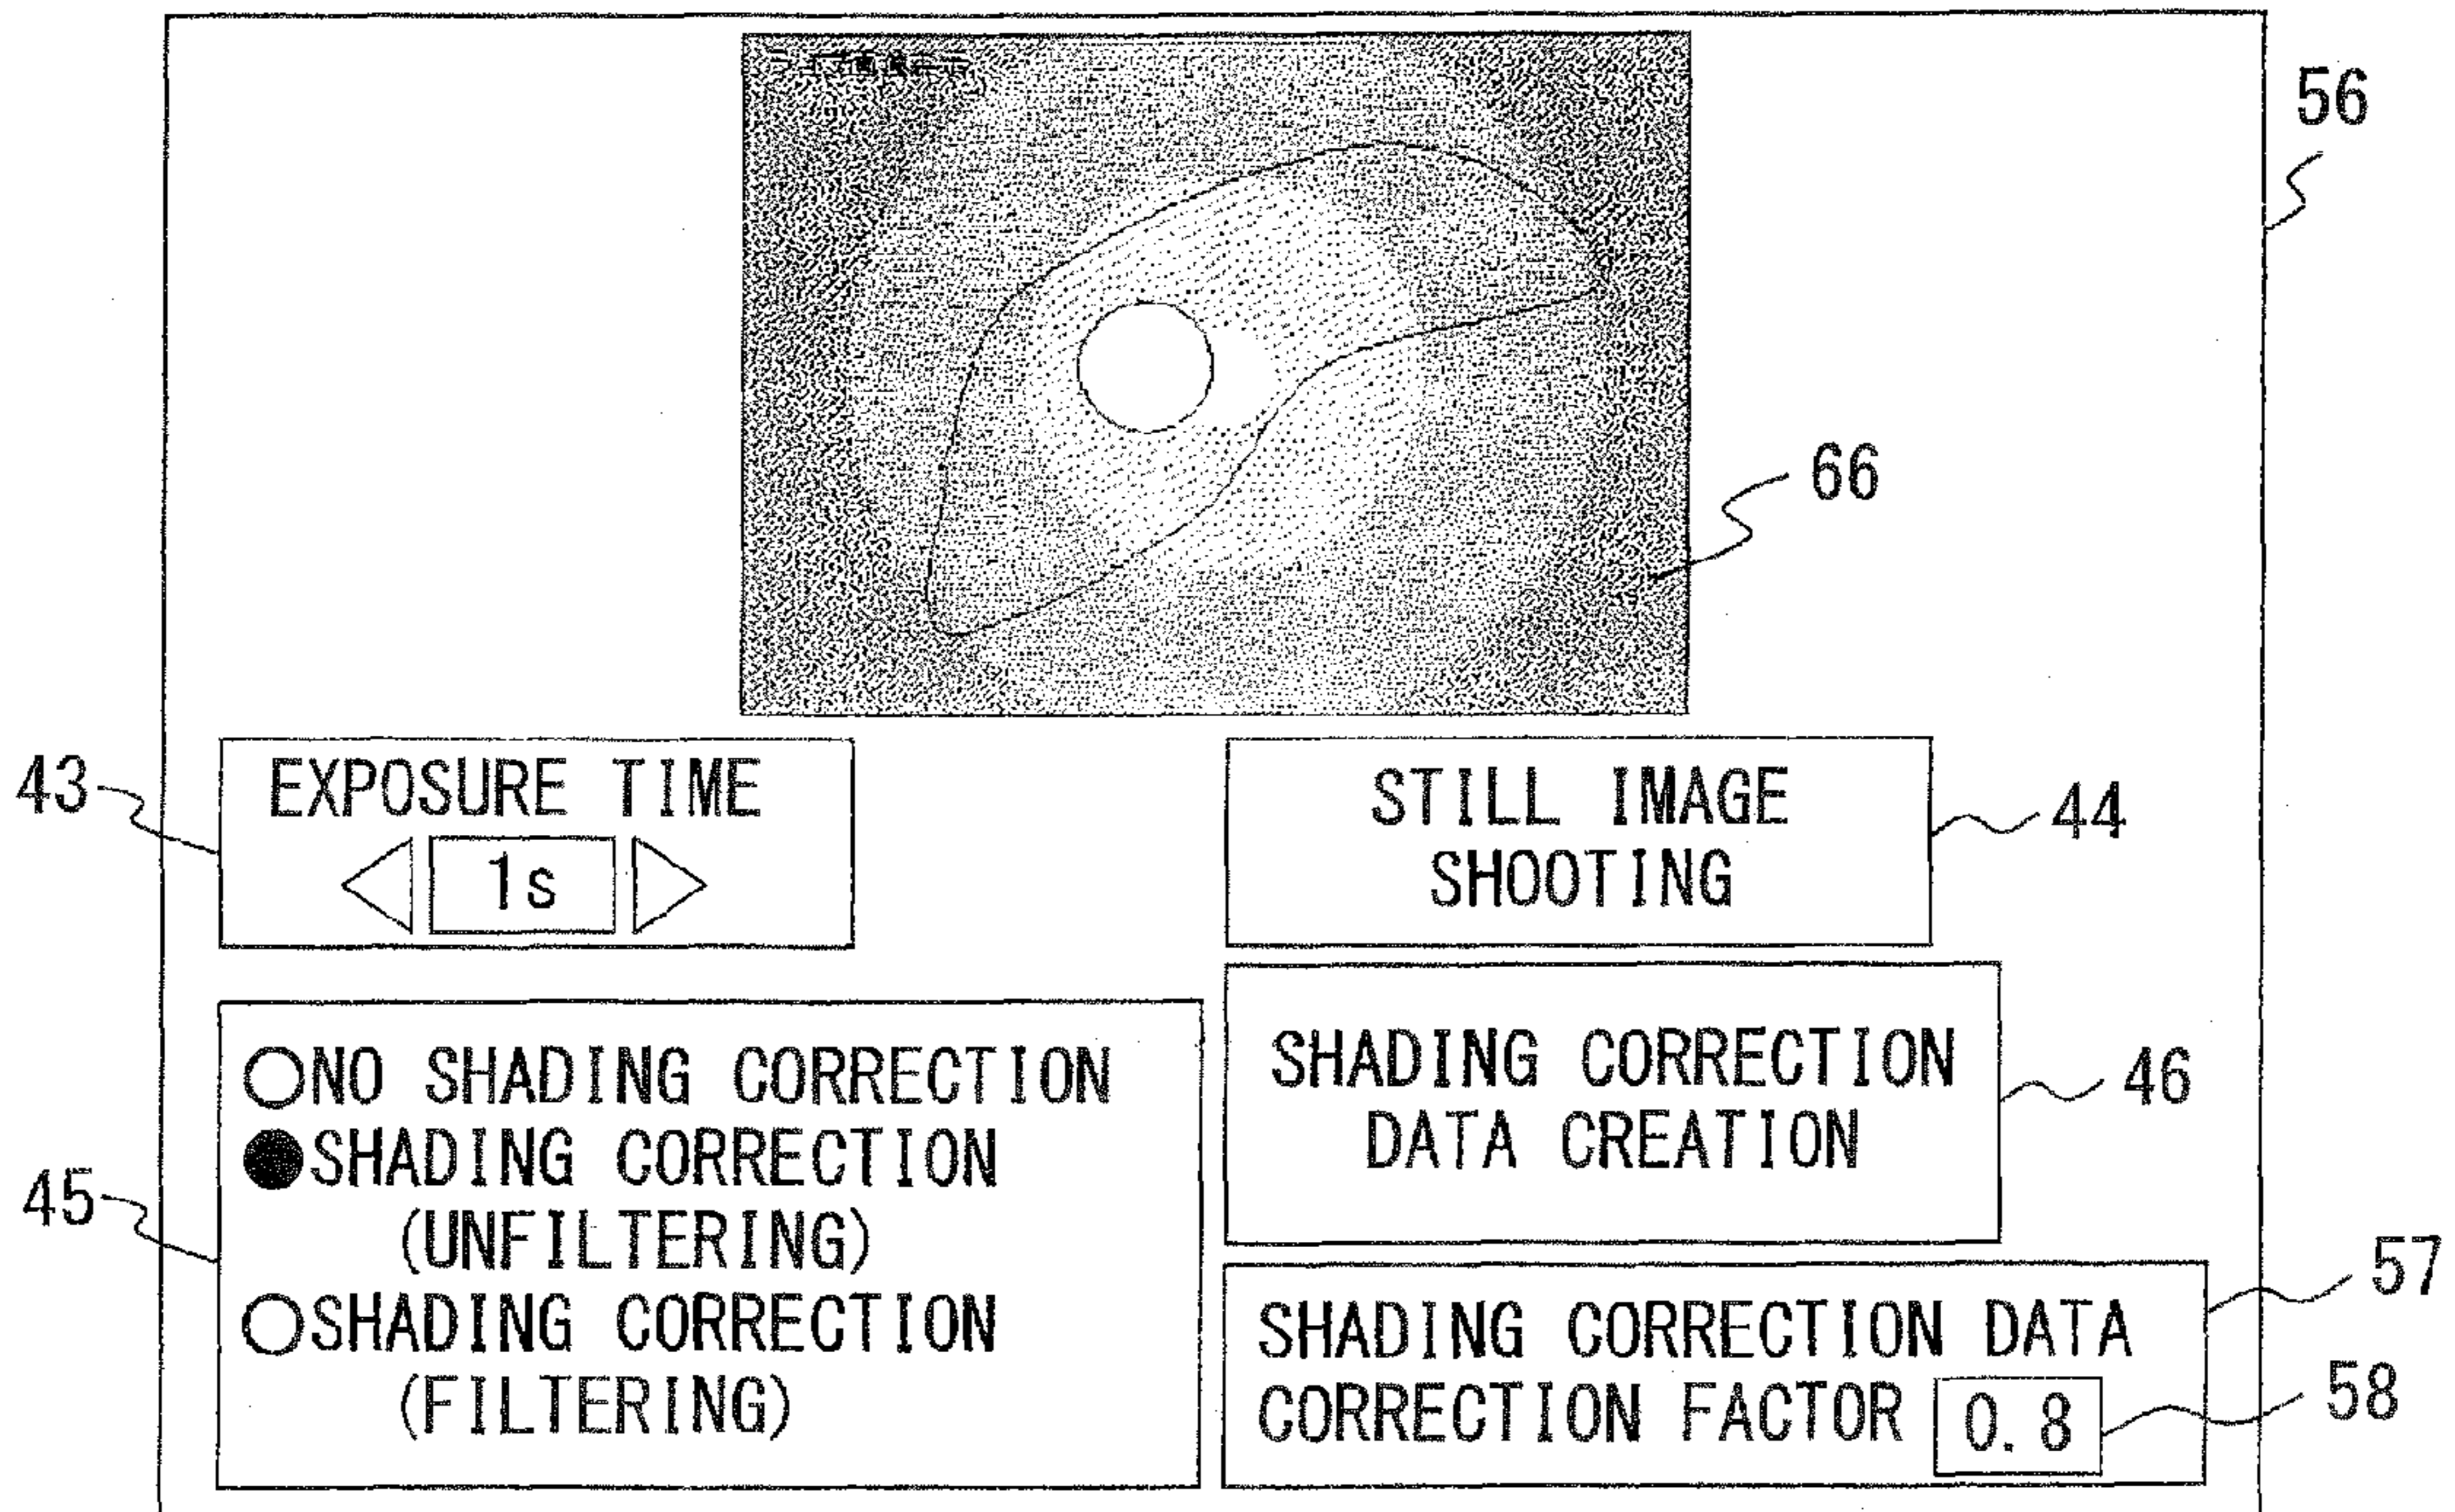 56
66
43
EXPOSURE TIME
1s
STILL IMAGE
SHOOTING
44
45
○NO SHADING CORRECTION
●SHADING CORRECTION
(UNFILTERING)
○SHADING CORRECTION
(FILTERING)
SHADING CORRECTION
DATA CREATION
46
57
SHADING CORRECTION DATA
CORRECTION FACTOR 0.8
58